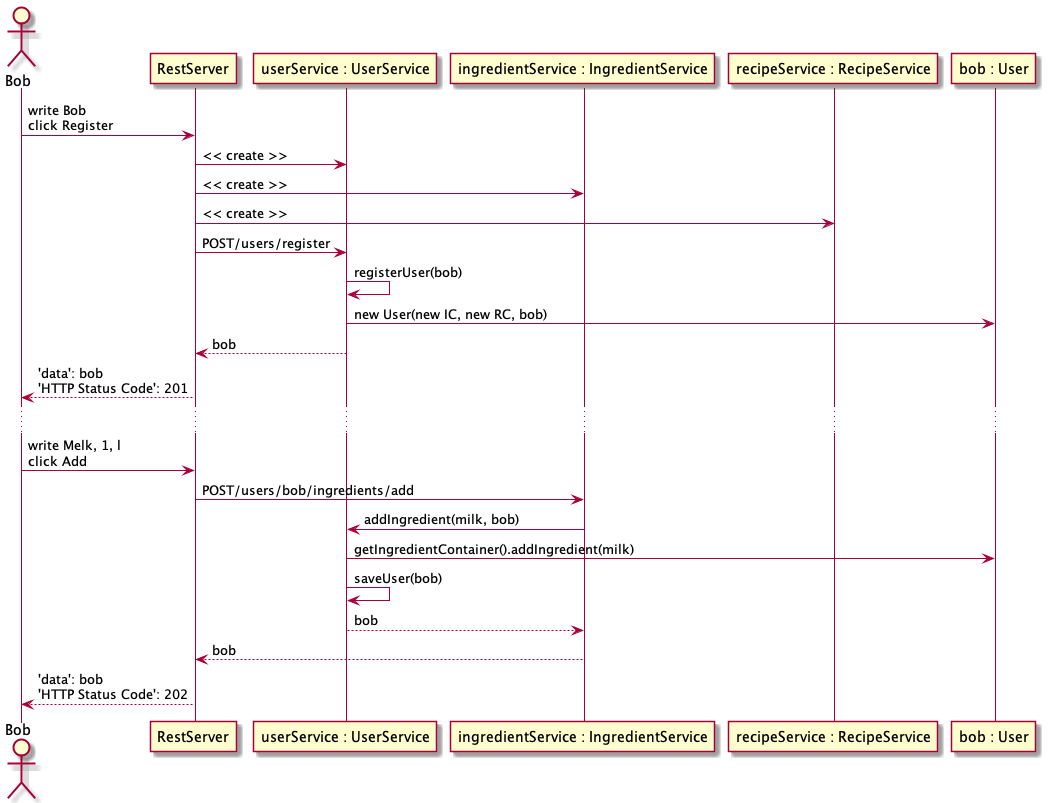 Bob
RestServer
userService : UserService
ingredientService : IngredientService
recipeService : RecipeService
bob : User
write Bob
click Register
<< create >>
<< create >>
<< create >>
POST/users/register
registerUser(bob)
new User(new IC, new RC, bob)
bob
'data': bob
'HTTP Status Code': 201
write Melk, 1, l
click Add
POST/users/bob/ingredients/add
addIngredient(milk, bob)
getIngredientContainer().addIngredient(milk)
saveUser(bob)
bob
bob
'data': bob
'HTTP Status Code': 202
Bob
RestServer
userService : UserService
ingredientService : IngredientService
recipeService : RecipeService
bob : User